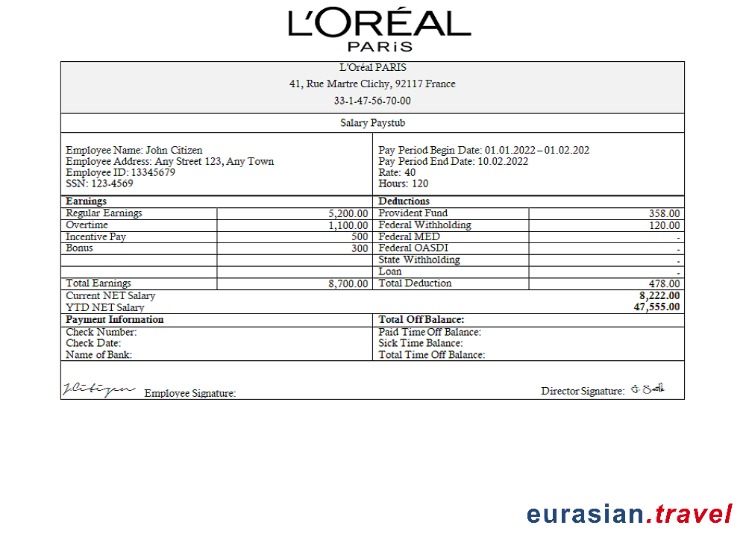 L'ORÉAL
PARiS
L'Oréal PARIS
41, Rue Martre Clichy, 92117 France
33-1-47-56-70-00
Salary Paystub
Employee Name: John Citizen
Employee Address: Any Street 123, Any Town
Employee ID: 13345679
SSN: 123-4569
Pay Period Begin Date: 01.01.2022 – 01.02.202
Pay Period End Date: 10.02.2022
Rate: 40
Hours: 120
Earnings Deductions
Regular Earnings 5,200.00 Provident Fund 358.00
Overtime 1,100.00 Federal Withholding 120.00
Incentive Pay 500 Federal MED -
Bonus 300 Federal OASDI -
State Withholding -
Loan -
Total Earnings 8,700.00 Total Deduction 478.00
Current NET Salary 8,222.00
YTD NET Salary 47,555.00
Payment Information Total Off Balance:
Check Number: Paid Time Off Balance:
Check Date: Sick Time Balance:
Name of Bank: Total Time Off Balance:
JCitizen Employee Signature: Director Signature:
eurasian.travel